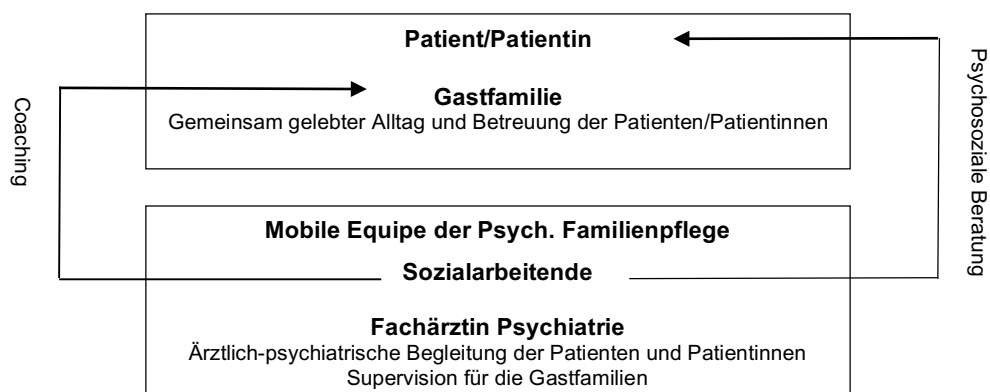 Patient/Patientin
Gastfamilie
Gemeinsam gelebter Alltag und Betreuung der Patienten/Patientinnen
Coaching
Psychosoziale Beratung
Mobile Equipe der Psych. Familienpflege
Sozialarbeitende
Fachärztin Psychiatrie
Ärztlich-psychiatrische Begleitung der Patienten und Patientinnen
Supervision für die Gastfamilien